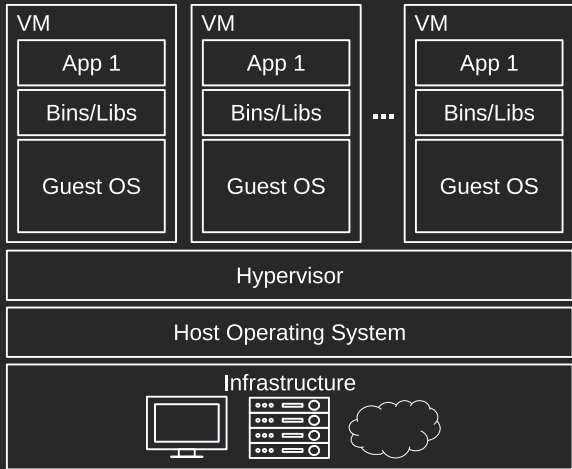 VM
App 1
Bins/Libs
Guest OS
VM
App 1
Bins/Libs
Guest OS
...
VM
App 1
Bins/Libs
Guest OS
Hypervisor
Host Operating System
Infrastructure